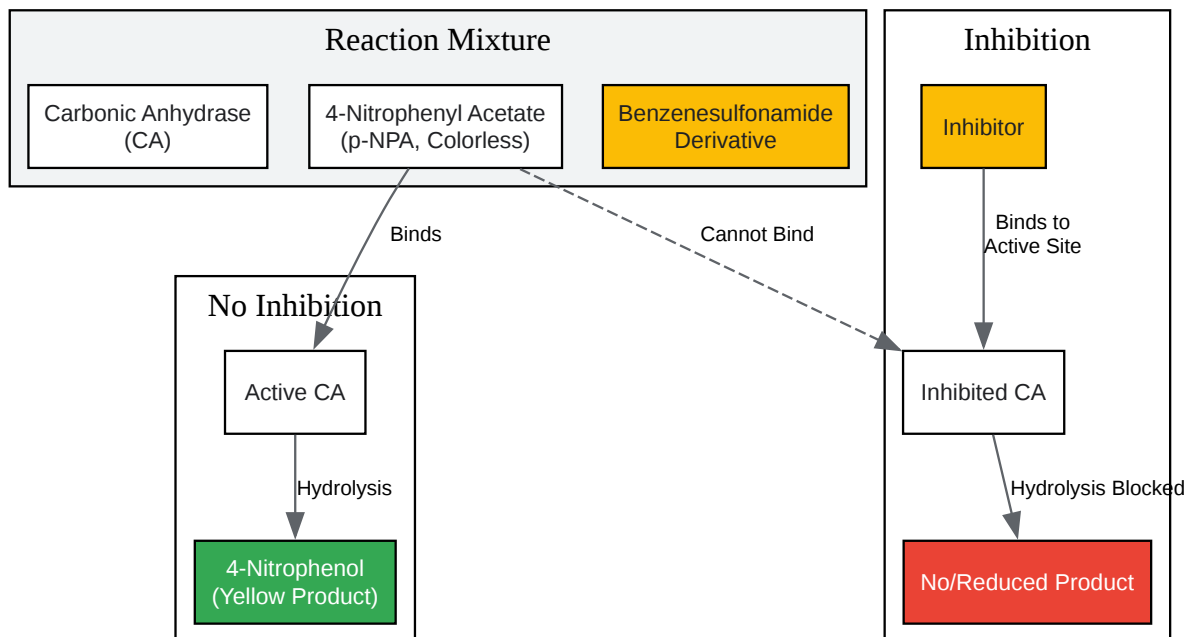 Reaction Mixture
Inhibition
Carbonic Anhydrase
(CA)
4-Nitrophenyl Acetate
(p-NPA, Colorless)
Benzenesulfonamide
Derivative
Inhibitor
Binds
Cannot Bind
Binds to
Active Site
No Inhibition
Active CA
Inhibited CA
Hydrolysis
Hydrolysis Blocked
4-Nitrophenol
(Yellow Product)
No/Reduced Product